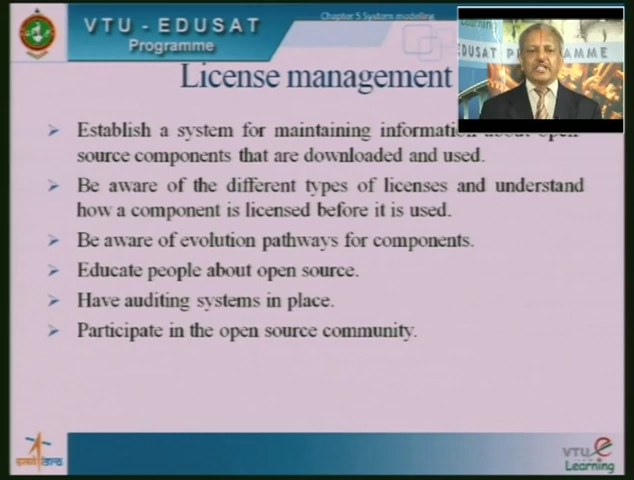 VTU - EDUSAT
Programme
Chapter 5 System modeling
EDUSAT PROGRAMME
License management
➢ Establish a system for maintaining information about open
source components that are downloaded and used.
➢ Be aware of the different types of licenses and understand
how a component is licensed before it is used.
➢ Be aware of evolution pathways for components.
➢ Educate people about open source.
➢ Have auditing systems in place.
➢ Participate in the open source community.
VTU e
Learning